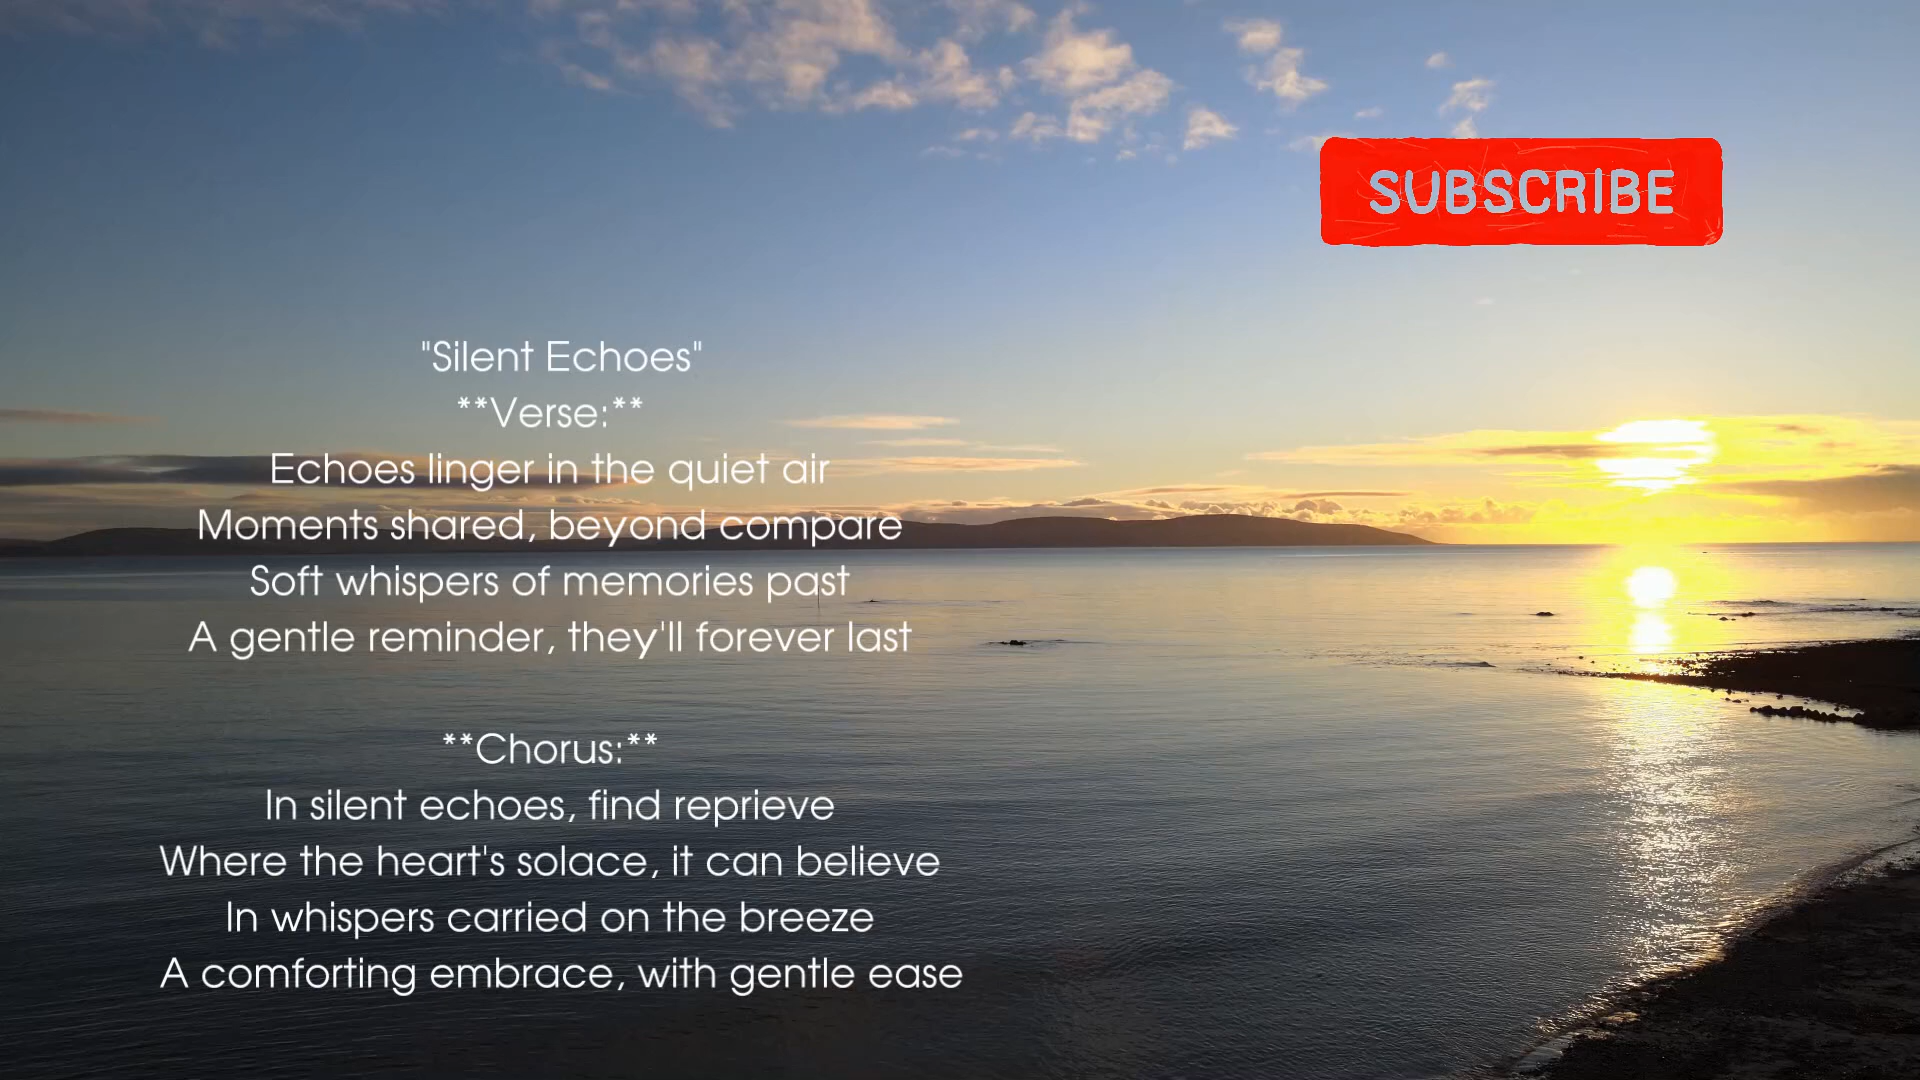 SUBSCRIBE
"Silent Echoes"
**Verse:**
Echoes linger in the quiet air
Moments shared, beyond compare
Soft whispers of memories past
A gentle reminder, they'll forever last
**Chorus:**
In silent echoes, find reprieve
Where the heart's solace, it can believe
In whispers carried on the breeze
A comforting embrace, with gentle ease